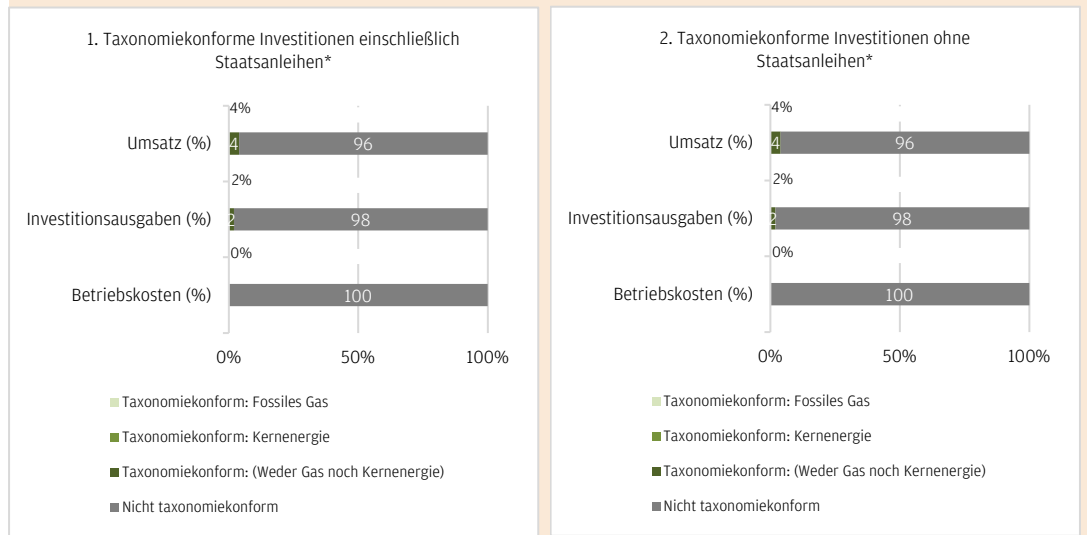 1. Taxonomiekonforme Investitionen einschließlich
Staatsanleihen*
4%
Umsatz (%)
4 96
2%
Investitionsausgaben (%)
2 98
0%
Betriebskosten (%)
100
0% 50% 100%
Taxonomiekonform: Fossiles Gas
Taxonomiekonform: Kernenergie
Taxonomiekonform: (Weder Gas noch Kernenergie)
Nicht taxonomiekonform
2. Taxonomiekonforme Investitionen ohne
Staatsanleihen*
4%
Umsatz (%)
4 96
2%
Investitionsausgaben (%)
2 98
0%
Betriebskosten (%)
100
0% 50% 100%
Taxonomiekonform: Fossiles Gas
Taxonomiekonform: Kernenergie
Taxonomiekonform: (Weder Gas noch Kernenergie)
Nicht taxonomiekonform